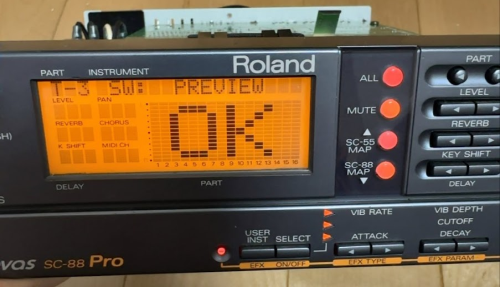 Roland
PART INSTRUMENT
T-3 SW: PREVIEW
LEVEL PAN
REVERB CHORUS
K SHIFT MIDI CH
OK
1 2 3 4 5 6 7 8 9 10 11 12 13 14 15 16
DELAY PART
ALL
MUTE
SC-55
MAP
SC-88
MAP
PART
LEVEL
REVERB
KEY SHIFT
DELAY
SC-88 Pro
USER
INST
SELECT
EFX ON/OFF
VIB RATE
ATTACK
EFX TYPE
VIB DEPTH
CUTOFF
DECAY
EFX PARAM